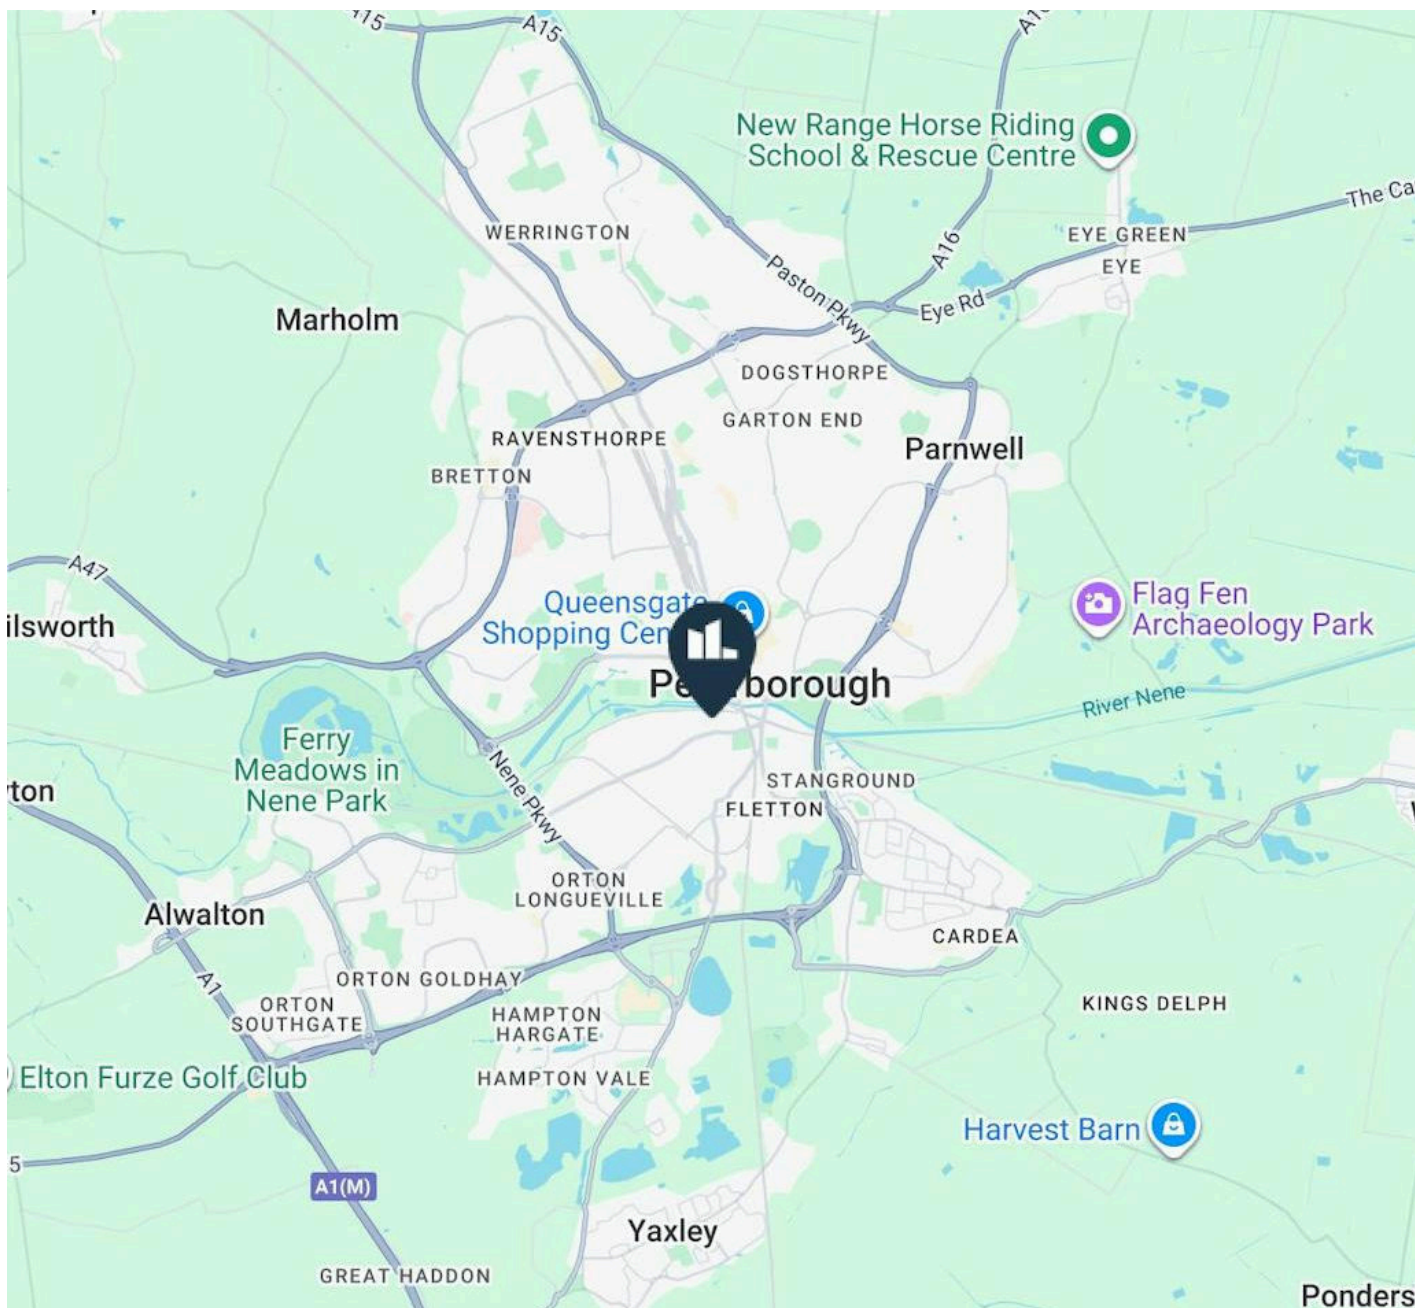 A15
A15
New Range Horse Riding
School & Rescue Centre
The Ca
WERRINGTON
A16
EYE GREEN
EYE
Paston Pkwy
Eye Rd
Marholm
DOGSTHORPE
GARTON END
RAVENSTHORPE
Parnwell
BRETTON
A47
Queensgate
Shopping Cen
Flag Fen
Archaeology Park
ilsworth
Peterborough
River Nene
Ferry
Meadows in
Nene Park
Nene Pkwy
STANGROUND
FLETTON
ton
ORTON
LONGUEVILLE
Alwalton
CARDEA
A1
ORTON GOLDHAY
ORTON
SOUTHGATE
HAMPTON
HARGATE
KINGS DELPH
Elton Furze Golf Club
HAMPTON VALE
Harvest Barn
5
A1(M)
Yaxley
GREAT HADDON
Ponders